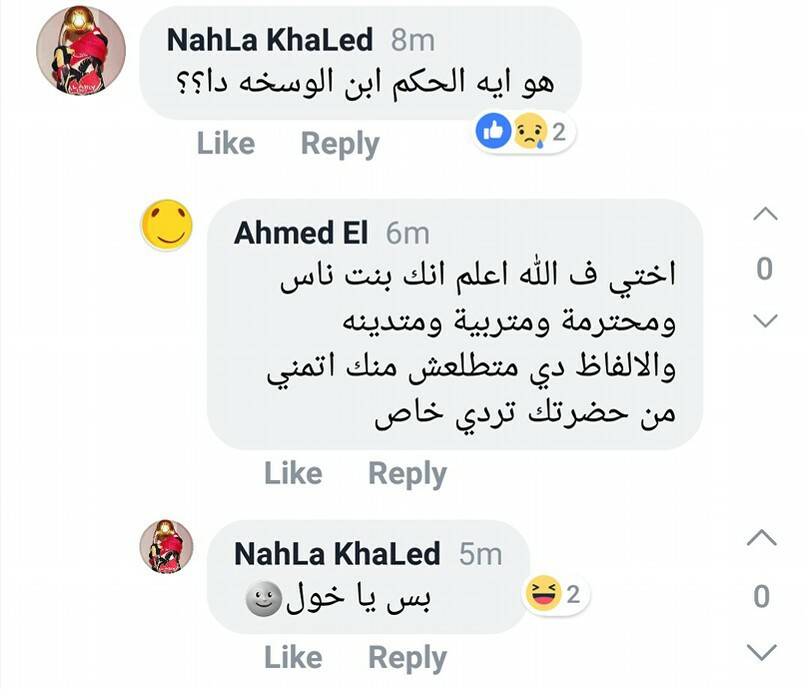 NahLa KhaLed 8m
هو ايه الحكم ابن الوسخه دا؟؟
Like Reply
2
Ahmed El 6m
اختي ف الله اعلم انك بنت ناس
ومحترمة ومتربية ومتدينه
والالفاظ دي متطلعش منك اتمني
من حضرتك تردي خاص
0
Like Reply
NahLa KhaLed 5m
بس يا خول🌚
2
0
Like Reply